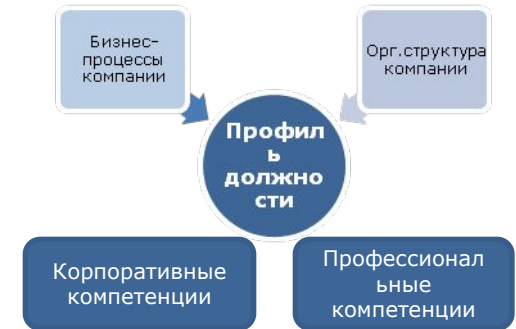 Бизнес-
процессы
компании
Орг.структура
компании
Профил
ь
должно
сти
Корпоративные
компетенции
Профессионал
ьные
компетенции